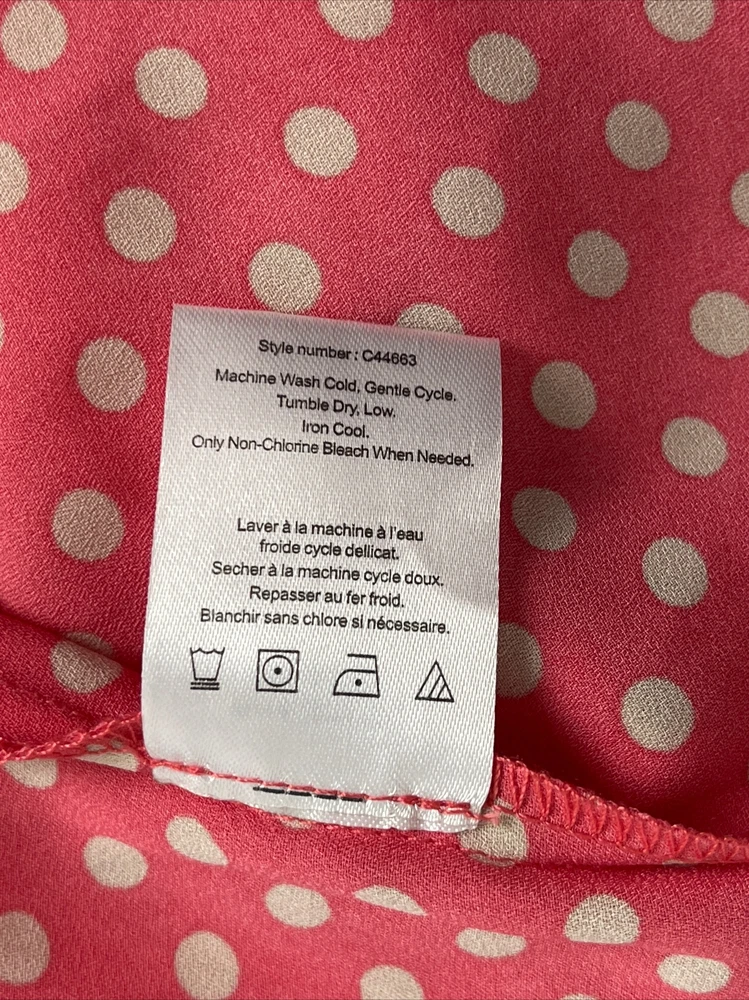 Style number : C44663
Machine Wash Cold, Gentle Cycle.
Tumble Dry, Low.
Iron Cool.
Only Non-Chlorine Bleach When Needed.
Laver à la machine à l'eau
froide cycle dellicat.
Secher à la machine cycle doux.
Repasser au fer froid.
Blanchir sans chlore si nécessaire.